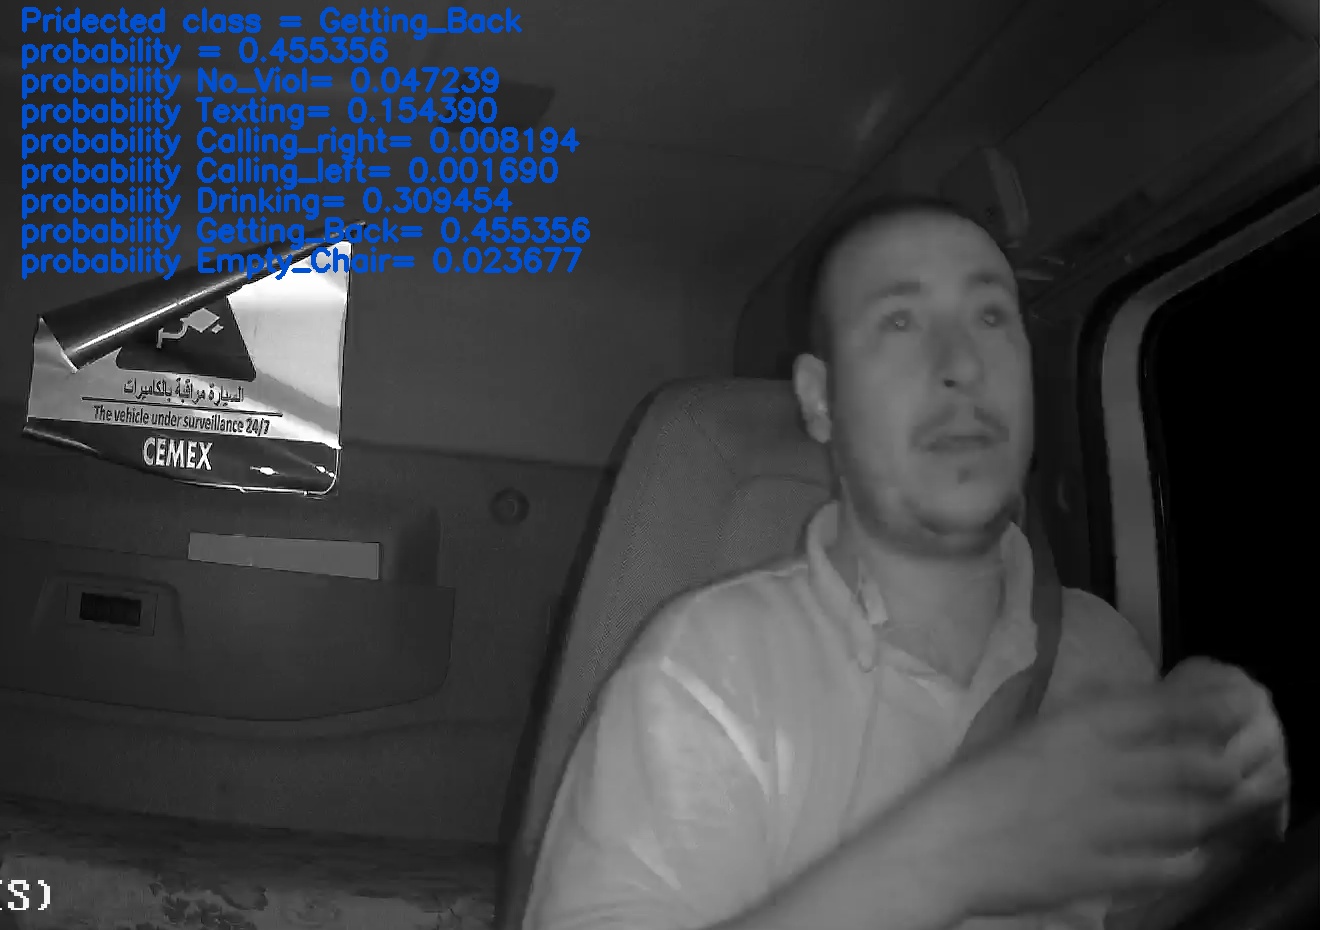 Pridected class = Getting_Back
probability = 0.455356
probability No_Viol= 0.047239
probability Texting= 0.154390
probability Calling_right= 0.008194
probability Calling_left= 0.001690
probability Drinking= 0.309454
probability Getting_Back= 0.455356
probability Empty_Chair= 0.023677
السيارة مراقبة بالكاميرات
The vehicle under surveillance 24/7
CEMEX
S)